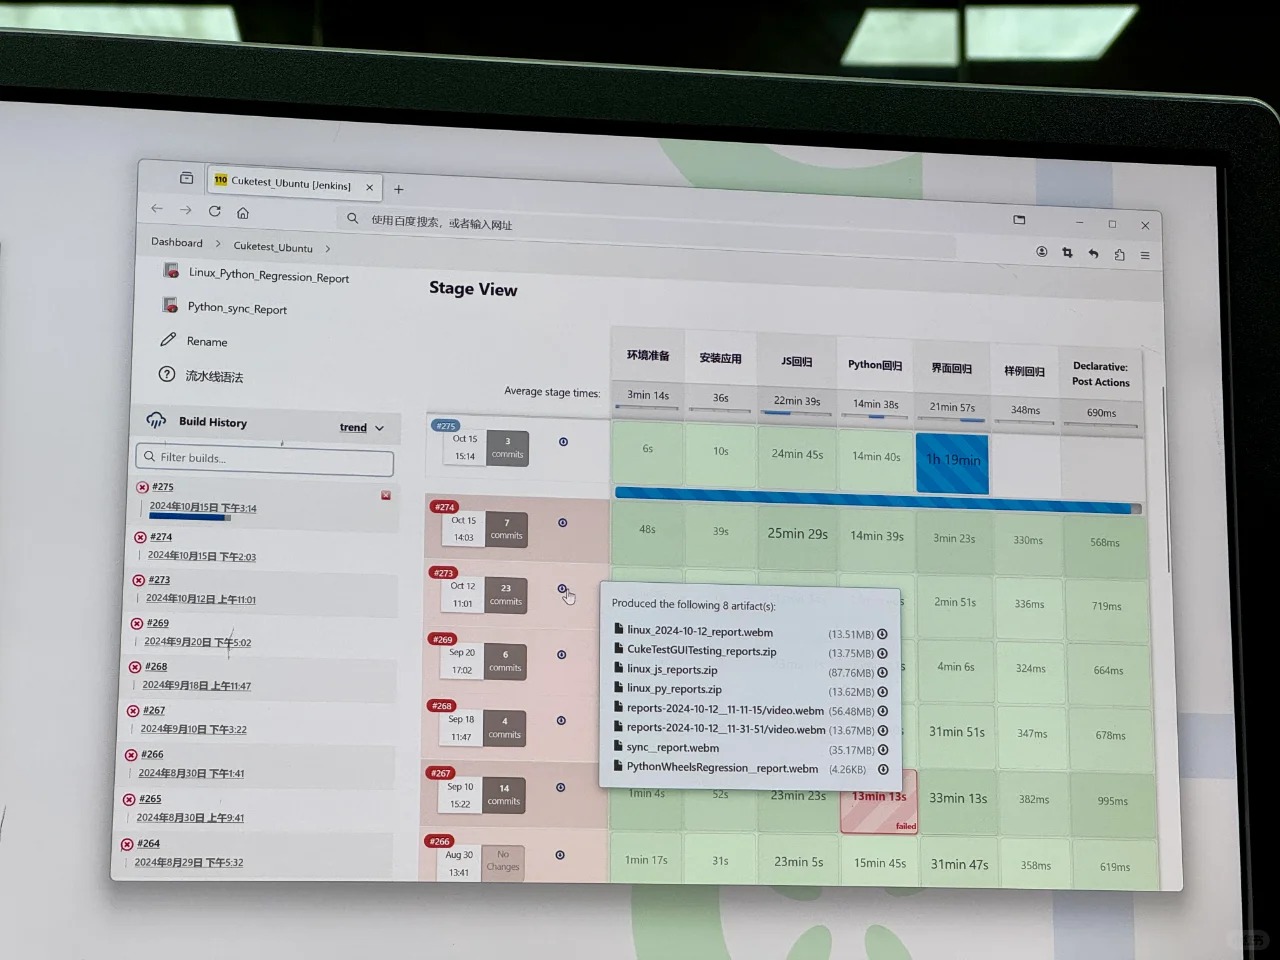 110 Cuketest_Ubuntu [Jenkins]
使用百度搜索，或者输入网址
Dashboard > Cuketest_Ubuntu >
Linux_Python_Regression_Report
Python_sync_Report
Rename
流水线语法
Build History trend
Filter builds...
#275
2024年10月15日 下午3:14
#274
2024年10月15日 下午2:03
#273
2024年10月12日 上午11:01
#269
2024年9月20日 下午5:02
#268
2024年9月18日 上午11:47
#267
2024年9月10日 下午3:22
#266
2024年8月30日 下午1:41
#265
2024年8月30日 上午9:41
#264
2024年8月29日 下午5:32
Stage View
环境准备 安装应用 JS回归 Python回归 界面回归 样例回归 Declarative: Post Actions
Average stage times: 3min 14s 36s 22min 39s 14min 38s 21min 57s 348ms 690ms
#275
Oct 15 15:14 3 commits 6s 10s 24min 45s 14min 40s 1h 19min
#274
Oct 15 14:03 7 commits 48s 39s 25min 29s 14min 39s 3min 23s 330ms 568ms
#273
Oct 12 11:01 23 commits 2min 51s 336ms 719ms
#269
Sep 20 17:02 6 commits 4min 6s 324ms 664ms
#268
Sep 18 11:47 4 commits 31min 51s 347ms 678ms
#267
Sep 10 15:22 14 commits 1min 4s 52s 23min 23s 13min 13s failed 33min 13s 382ms 995ms
#266
Aug 30 13:41 No Changes 1min 17s 31s 23min 5s 15min 45s 31min 47s 358ms 619ms
Produced the following 8 artifact(s):
linux_2024-10-12_report.webm (13.51MB)
CukeTestGUITesting_reports.zip (13.75MB)
linux_js_reports.zip (87.76MB)
linux_py_reports.zip (13.62MB)
reports-2024-10-12__11-11-15/video.webm (56.48MB)
reports-2024-10-12__11-31-51/video.webm (13.67MB)
sync__report.webm (35.17MB)
PythonWheelsRegression__report.webm (4.26KB)